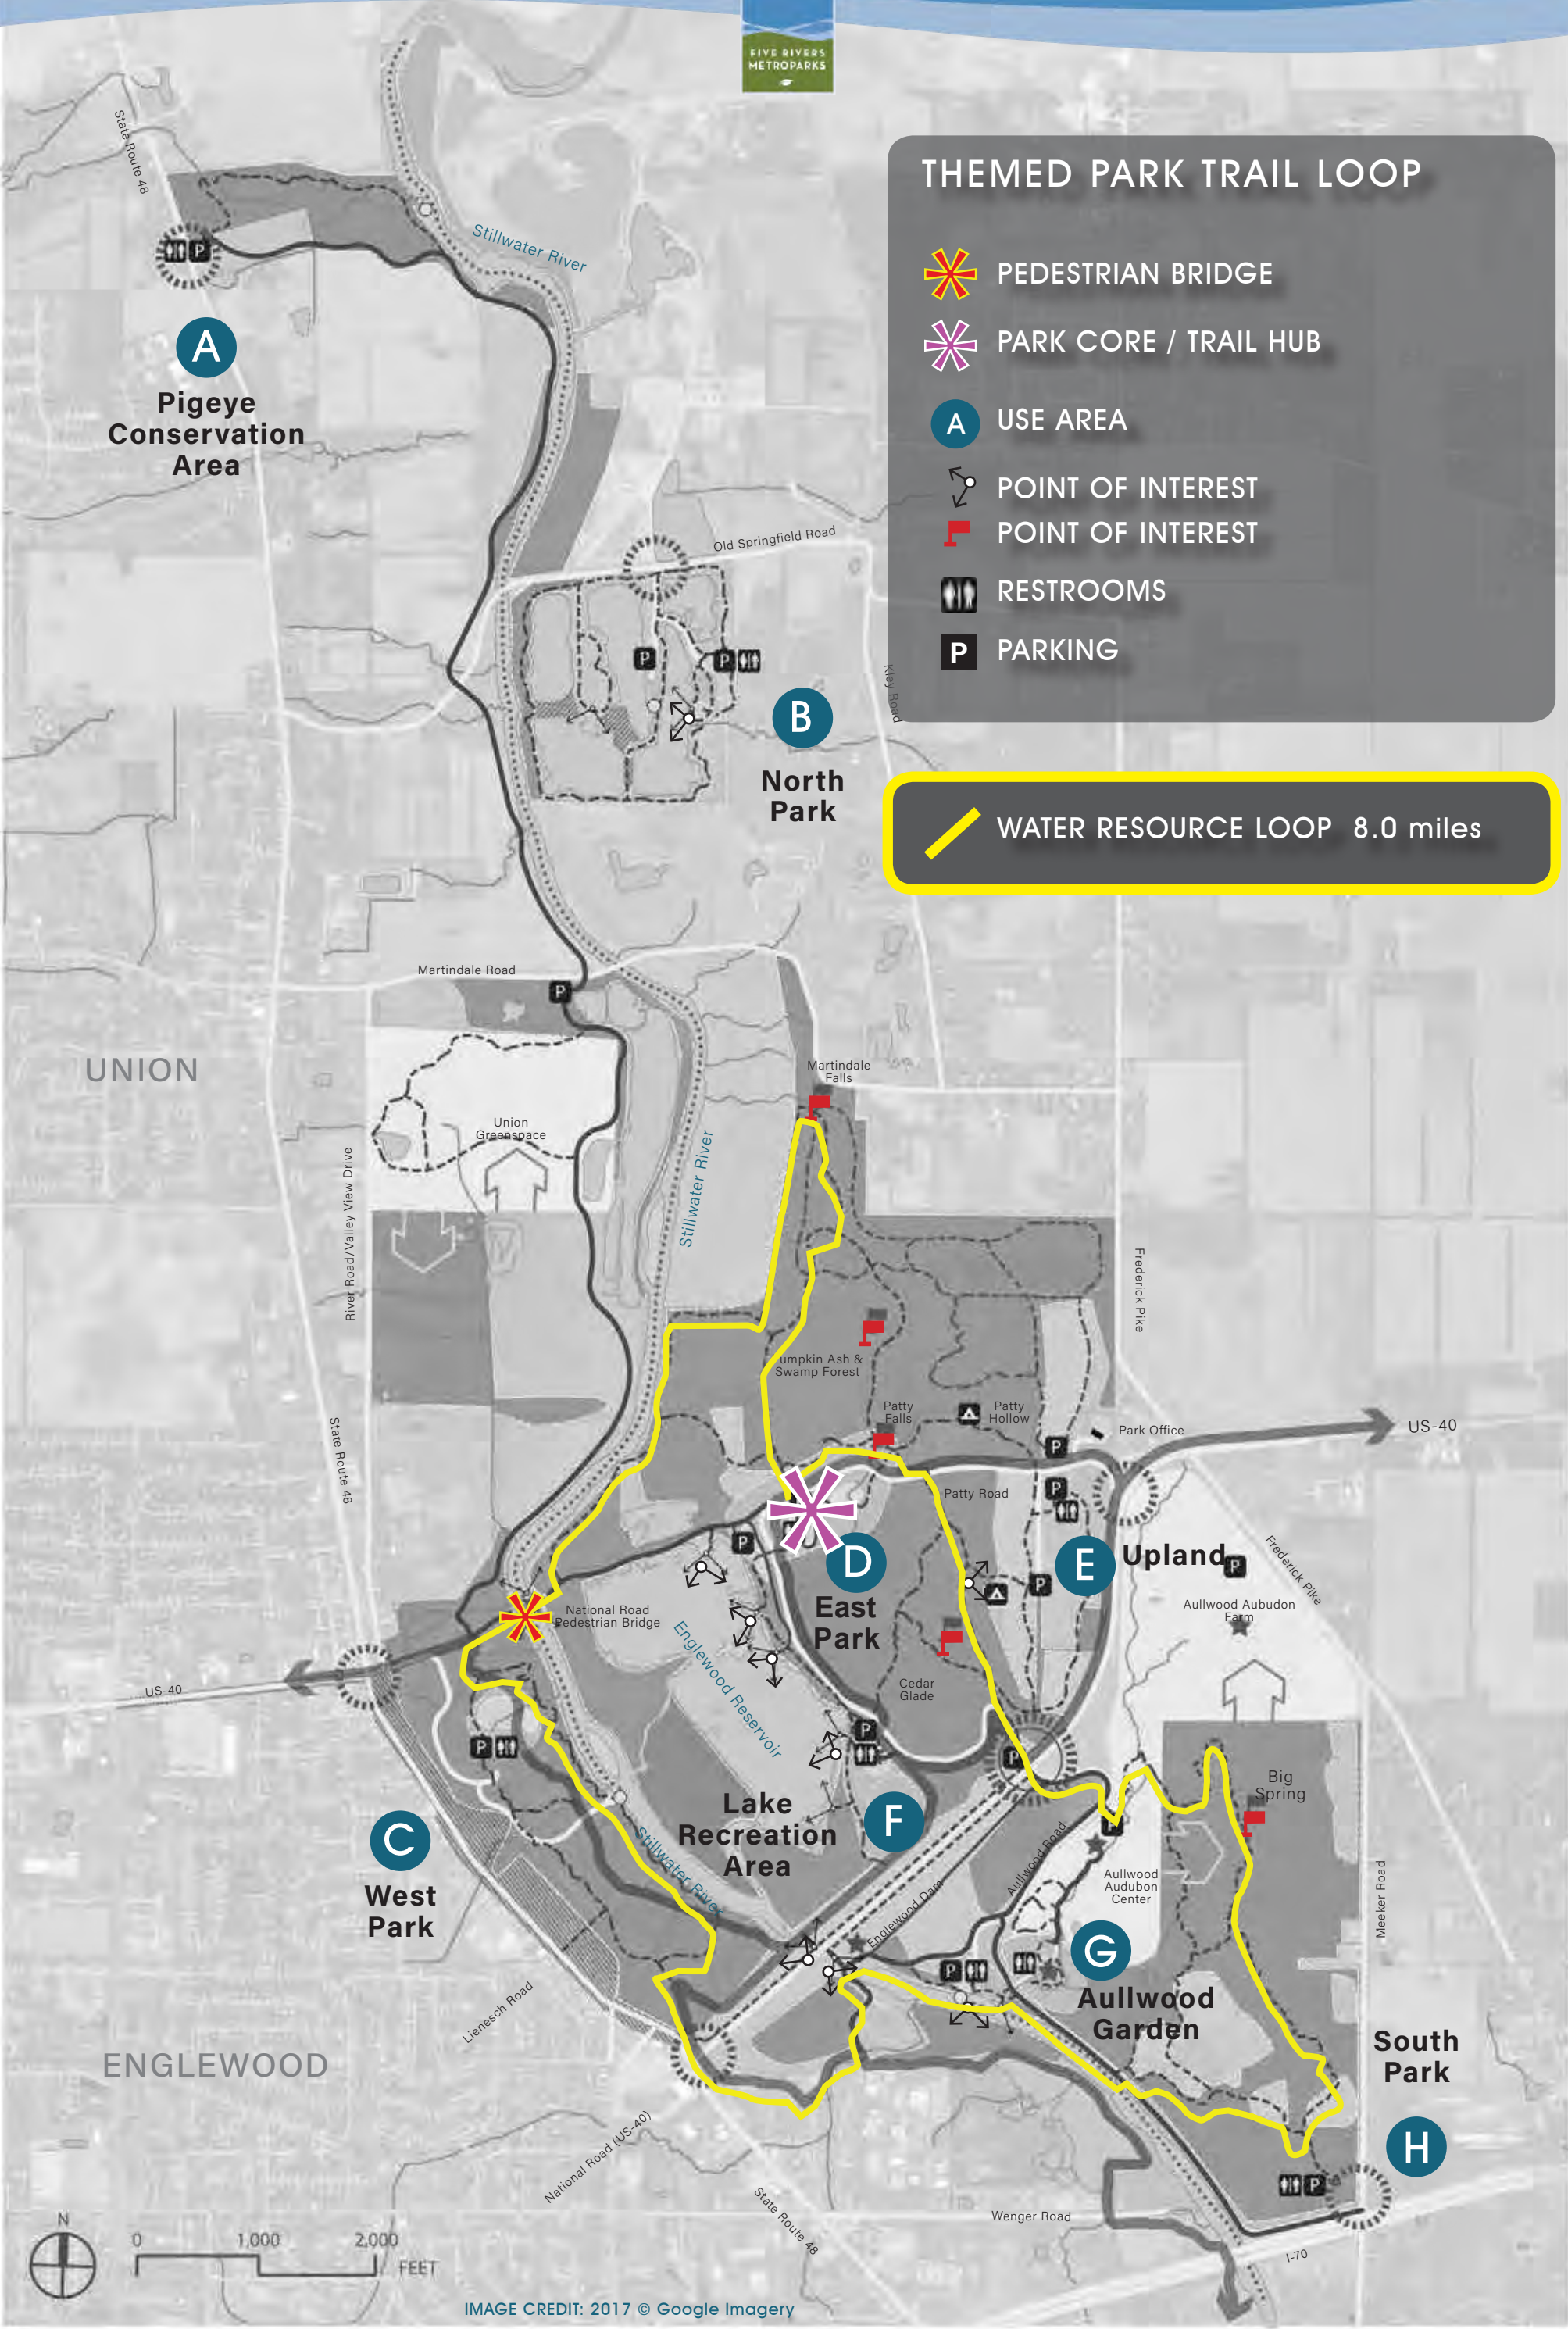 FIVE RIVERS
METROPARKS
THEMED PARK TRAIL LOOP
PEDESTRIAN BRIDGE
PARK CORE / TRAIL HUB
A
USE AREA
POINT OF INTEREST
POINT OF INTEREST
RESTROOMS
P
PARKING
WATER RESOURCE LOOP 8.0 miles
State Route 48
Stillwater River
P
A
Pigeye
Conservation
Area
Old Springfield Road
P
P
Kley Road
B
North
Park
Martindale Road
P
UNION
Martindale
Falls
Union
Greenspace
Stillwater River
River Road/Valley View Drive
Frederick Pike
umpkin Ash &
Swamp Forest
Patty
Falls
Patty
Hollow
Park Office
P
US-40
State Route 48
P
Patty Road
P
D
East
Park
E
Upland
P
P
Frederick Pike
Aullwood Aubudon
Farm
National Road
Pedestrian Bridge
Englewood Reservoir
Cedar
Glade
US-40
P
P
P
Big
Spring
Lake
Recreation
Area
F
P
C
West
Park
Stillwater River
Aullwood Road
Englewood Dam
Aullwood
Audubon
Center
Meeker Road
G
Aullwood
Garden
P
Lienesch Road
South
Park
H
ENGLEWOOD
National Road (US-40)
State Route 48
Wenger Road
P
I-70
N
0 1,000 2,000
FEET
IMAGE CREDIT: 2017 © Google Imagery